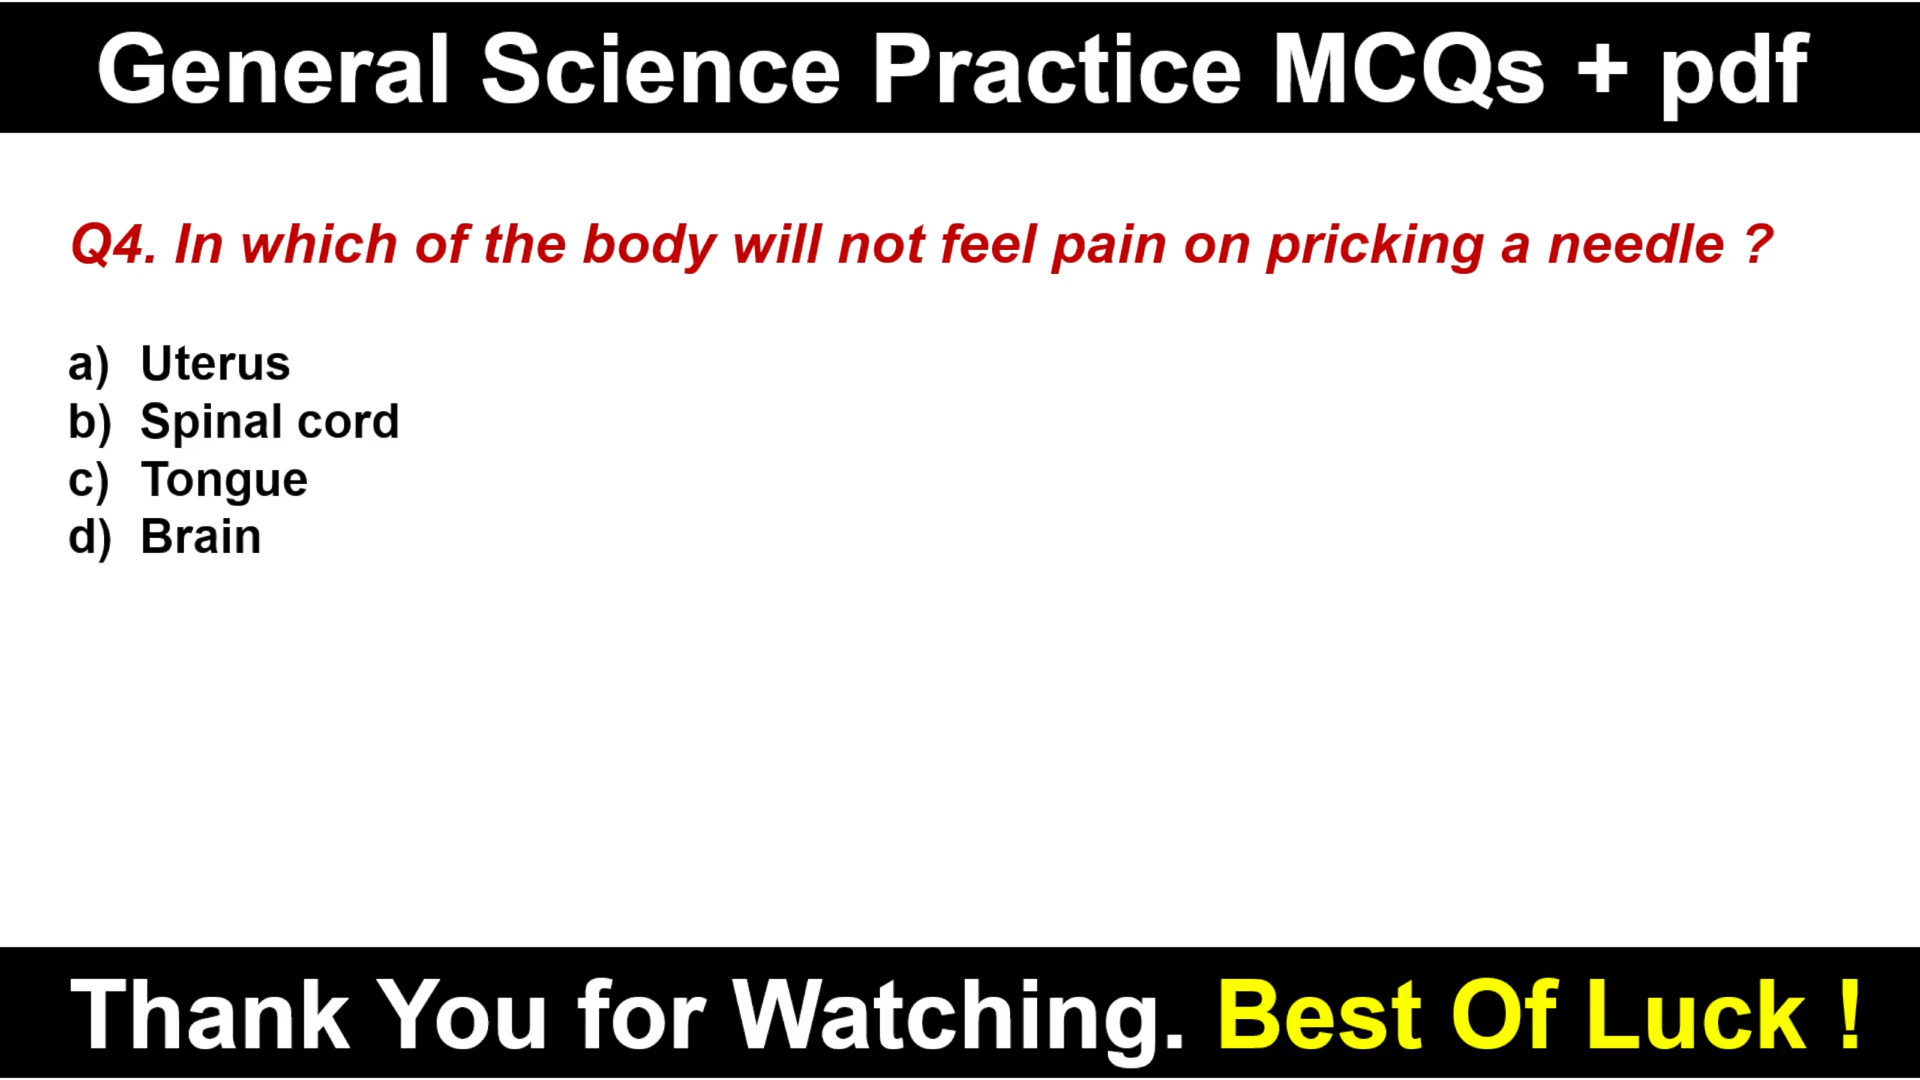 General Science Practice MCQs + pdf
Q4. In which of the body will not feel pain on pricking a needle ?
a) Uterus
b) Spinal cord
c) Tongue
d) Brain
Thank You for Watching. Best Of Luck !